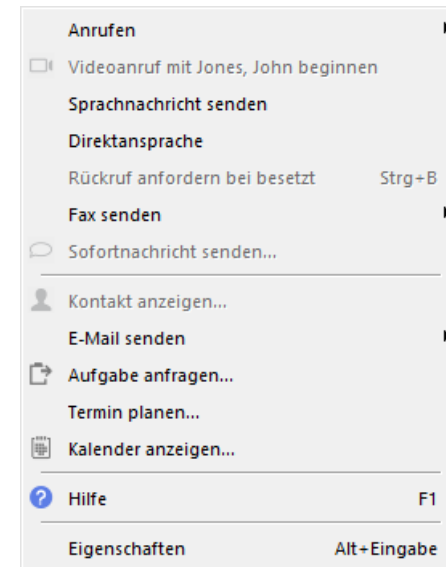 Anrufen
Videoanruf mit Jones, John beginnen
Sprachnachricht senden
Direktansprache
Rückruf anfordern bei besetzt Strg+B
Fax senden
Sofortnachricht senden...
Kontakt anzeigen...
E-Mail senden
Aufgabe anfragen...
Termin planen...
Kalender anzeigen...
Hilfe F1
Eigenschaften Alt+Eingabe